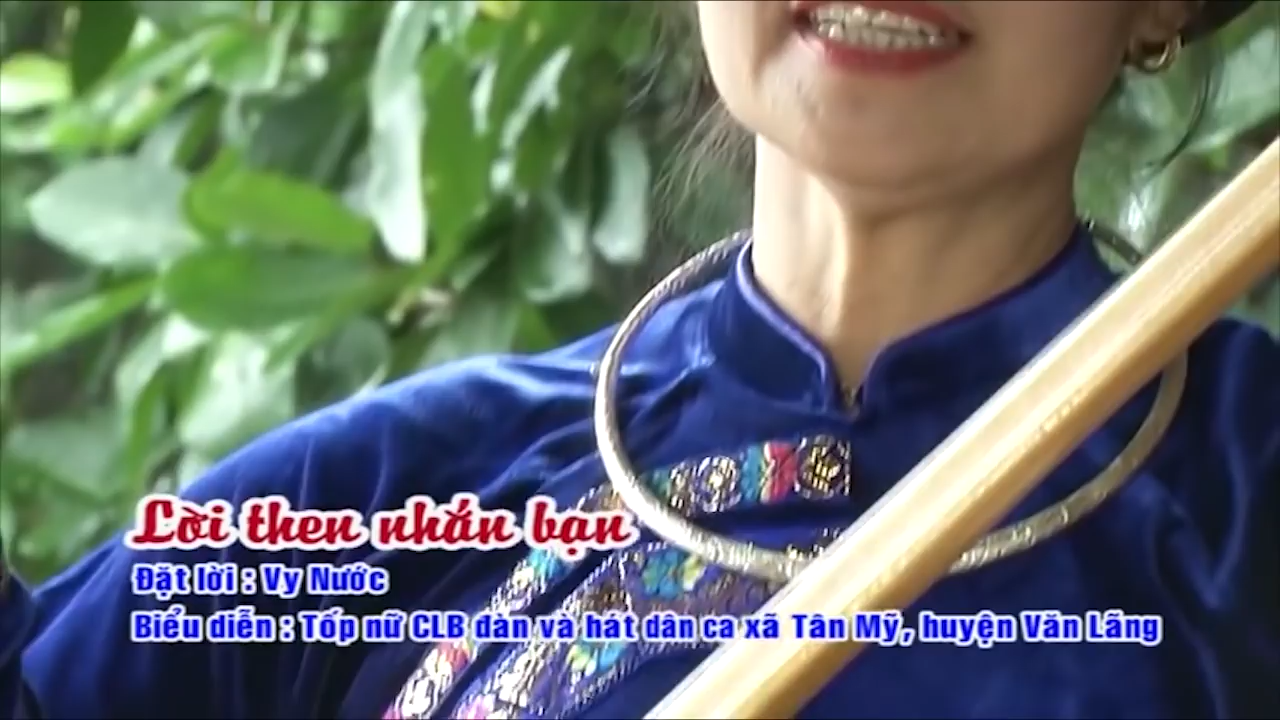 Lời then nhắn bạn
Đặt lời : Vy Nước
Biểu diễn : Tốp nữ CLB đàn và hát dân ca xã Tân Mỹ, huyện Văn Lãng